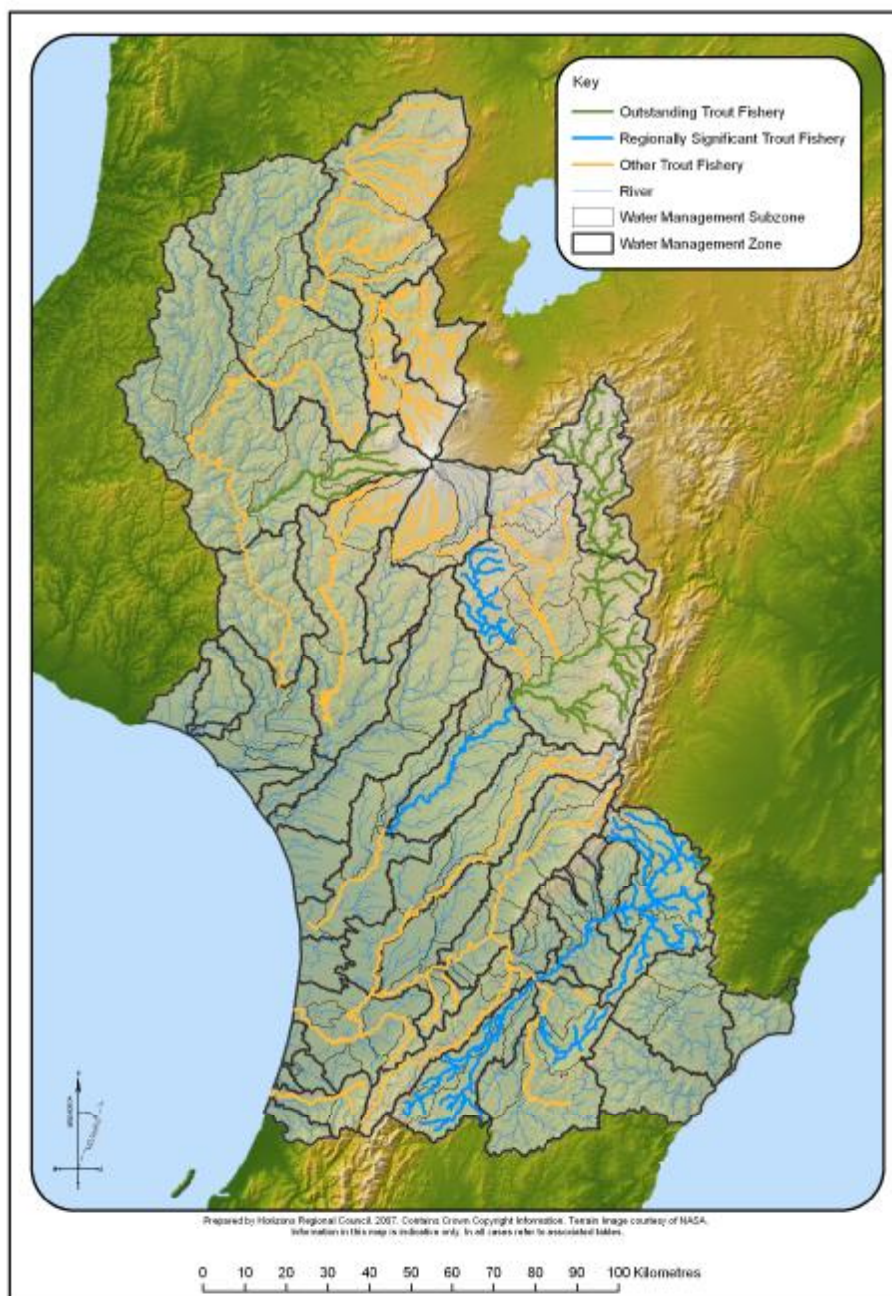 Key
Outstanding Trout Fishery
Regionally Significant Trout Fishery
Other Trout Fishery
River
Water Management Subzone
Water Management Zone
Prepared by Horizons Regional Council, 2007. Contains Crown Copyright Information. Terrain Image courtesy of NASA.
Information in this map is indicative only. In all cases refer to associated tables.
0 10 20 30 40 50 60 70 80 90 100 Kilometres